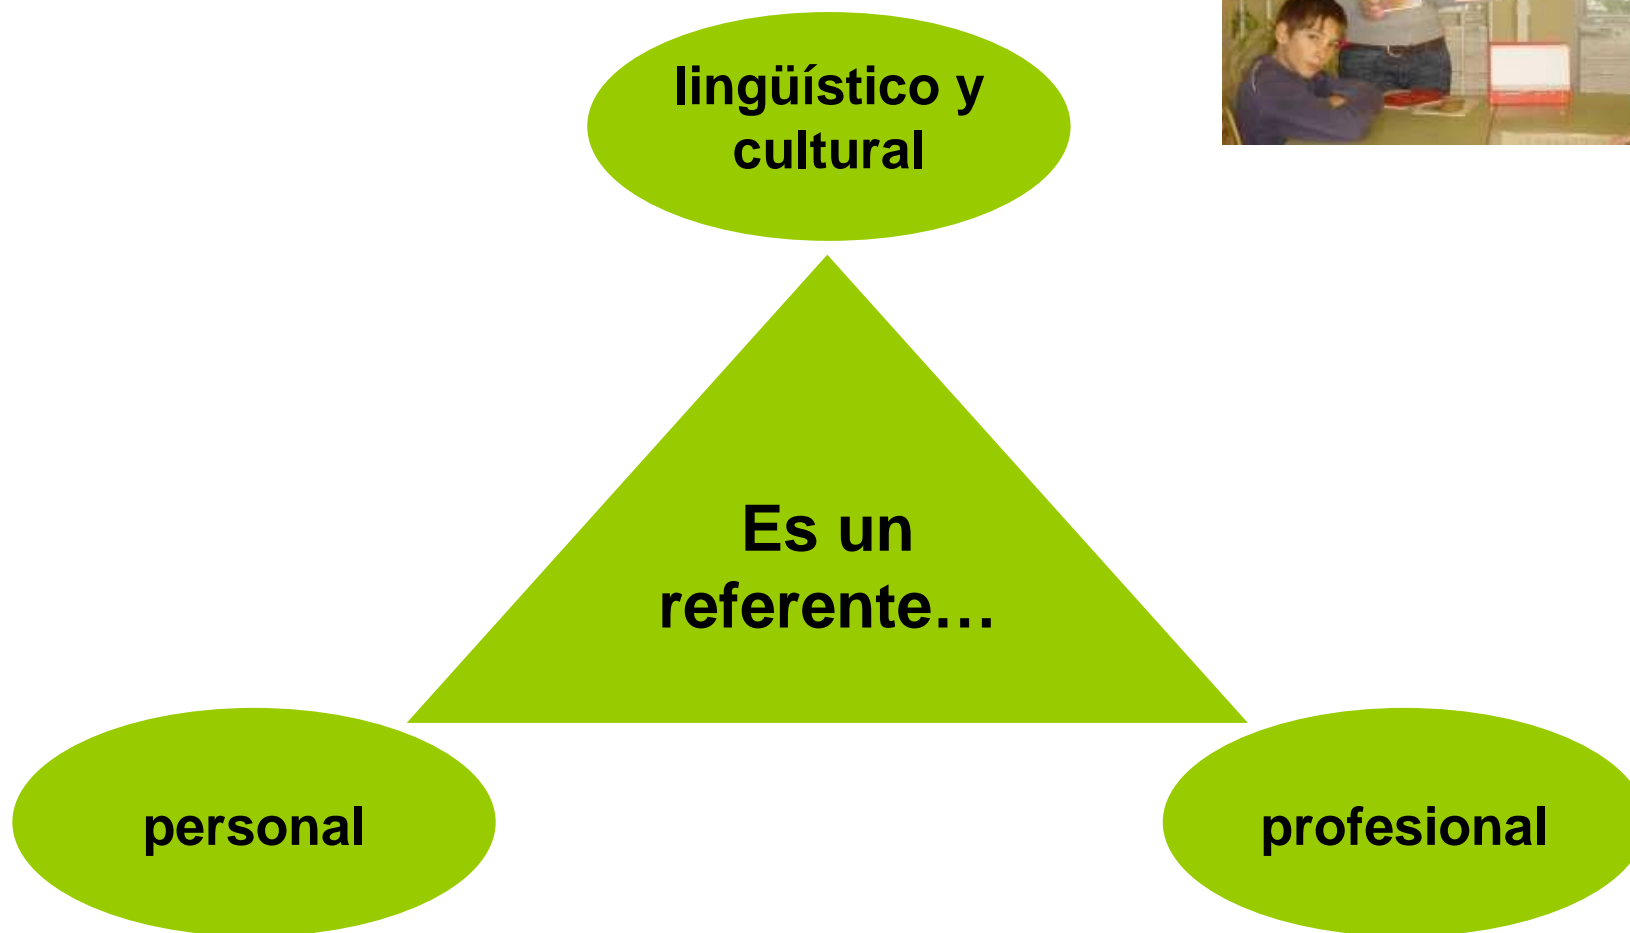 lingüístico y
cultural
Es un
referente…
personal
profesional